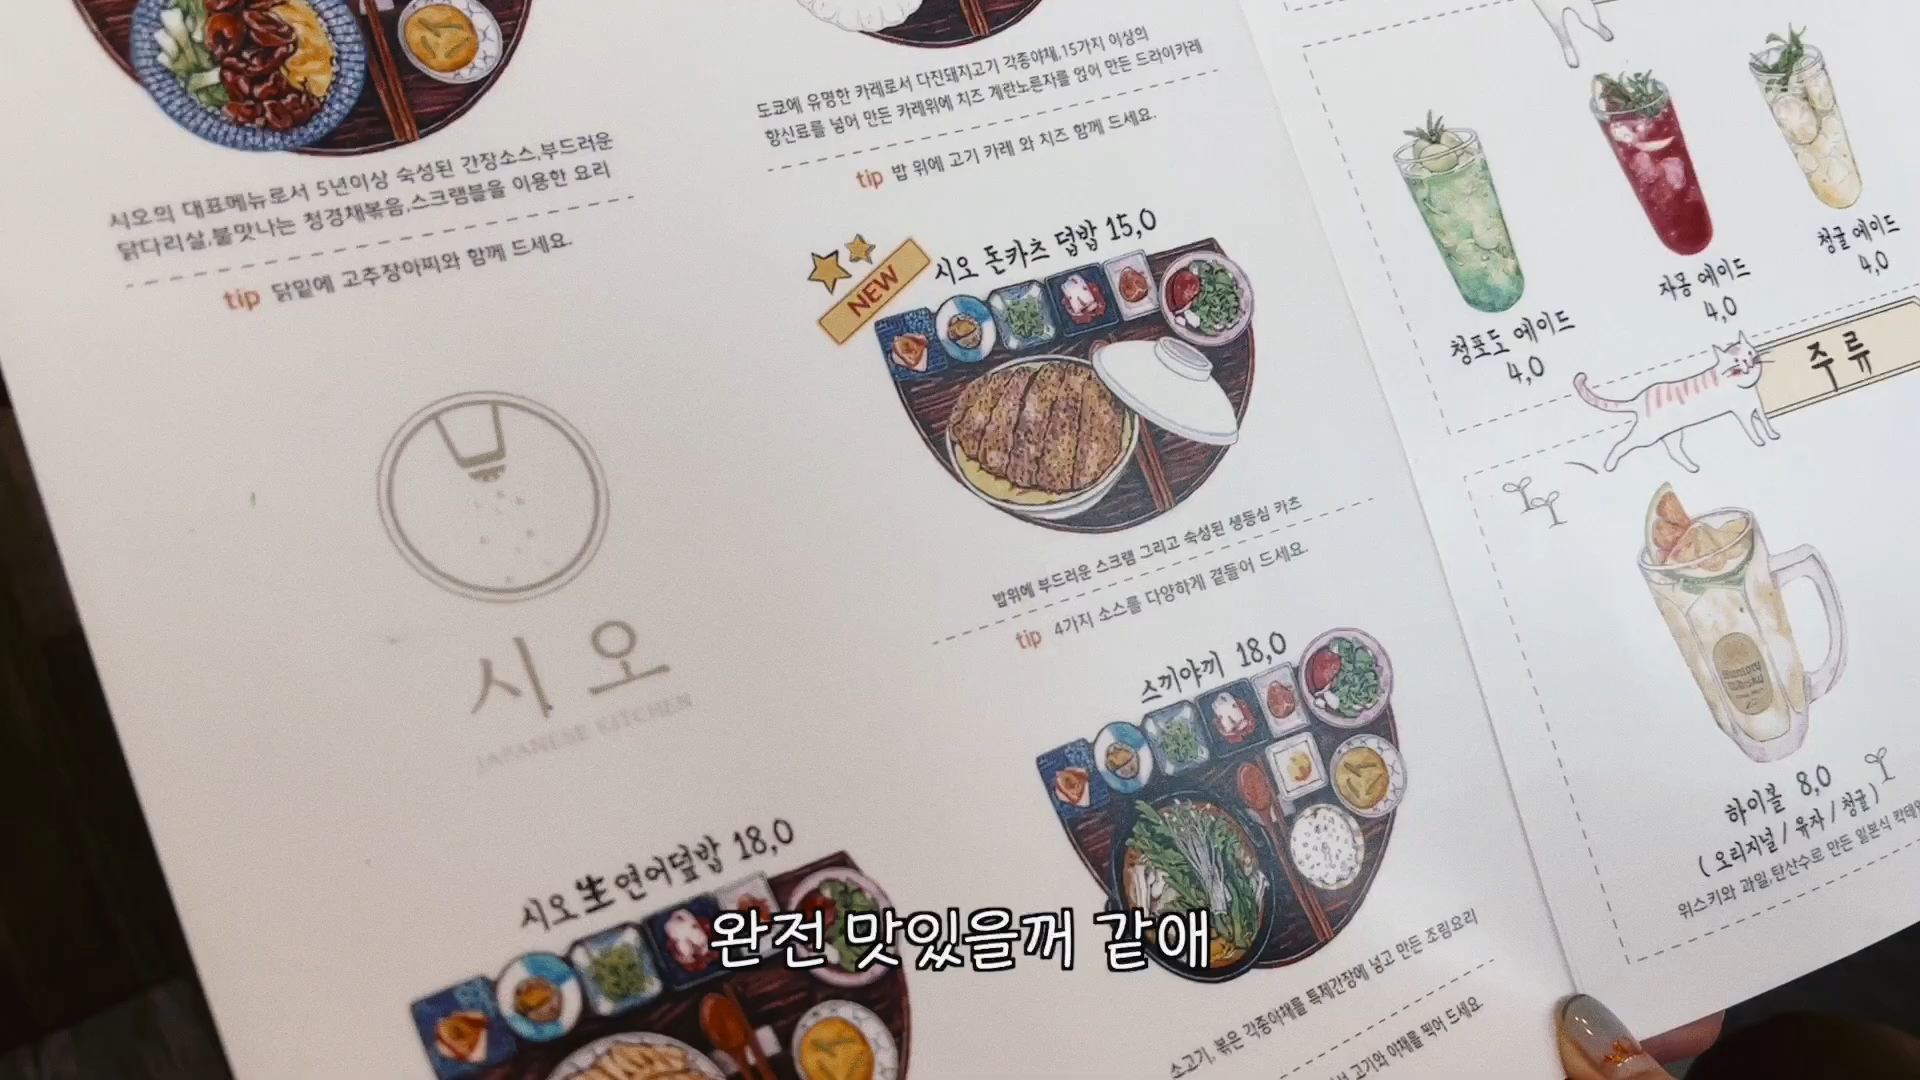 시오의 대표메뉴로서 5년이상 숙성된 간장소스,부드러운
닭다리살,불맛나는 청경채볶음,스크램블을 이용한 요리
tip 닭밑에 고추장아찌와 함께 드세요.
시오
JAPANESE KITCHEN
시오生연어덮밥 18,0
도쿄에 유명한 카레로서 다진돼지고기 각종야채,15가지 이상의
향신료를 넣어 만든 카레위에 치즈 계란노른자를 얹어 만든 드라이카레
tip 밥 위에 고기 카레 와 치즈 함께 드세요.
NEW
시오 돈카츠 덥밥 15,0
밥위에 부드러운 스크램 그리고 숙성된 생등심 카츠
tip 4가지 소스를 다양하게 곁들어 드세요.
스끼야끼 18,0
소고기, 볶은 각종야채를 특제간장에 넣고 만든 조림요리
고기와 야채를 찍어 드세요.
청포도 에이드
4,0
자몽 에이드
4,0
청귤 에이드
4,0
주류
Suntory
Whisky
하이볼 8,0
( 오리지널 / 유자 / 청귤 )
위스키와 과일,탄산수로 만든 일본식 칵테일
완전 맛있을꺼 같애